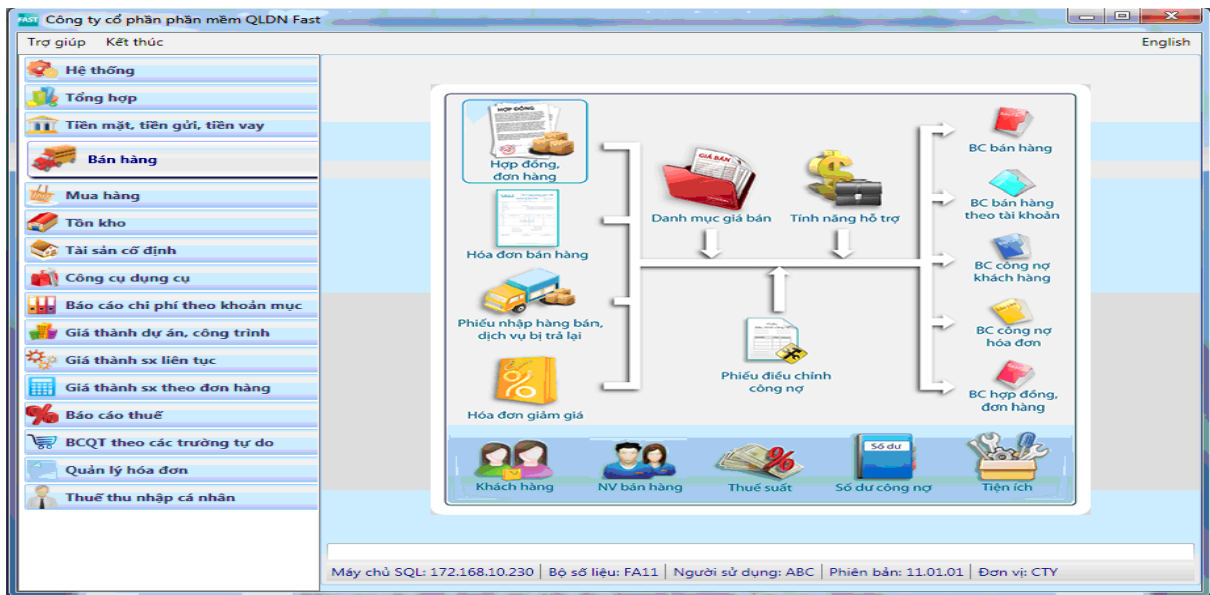 FAST Công ty cổ phần phần mềm QLDN Fast
Trợ giúp Kết thúc English
Hệ thống
Tổng hợp
Tiền mặt, tiền gửi, tiền vay
Bán hàng
Mua hàng
Tồn kho
Tài sản cố định
Công cụ dụng cụ
Báo cáo chi phí theo khoản mục
Giá thành dự án, công trình
Giá thành sx liên tục
Giá thành sx theo đơn hàng
Báo cáo thuế
BCQT theo các trường tự do
Quản lý hóa đơn
Thuế thu nhập cá nhân
HỢP ĐỒNG
Hợp đồng,
đơn hàng
Hóa đơn bán hàng
Phiếu nhập hàng bán,
dịch vụ bị trả lại
%
Hóa đơn giảm giá
GIÁ BÁN
Danh mục giá bán
Tính năng hỗ trợ
Phiếu điều chỉnh
công nợ
BC bán hàng
BC bán hàng
theo tài khoản
BC công nợ
khách hàng
BC công nợ
hóa đơn
BC hợp đồng,
đơn hàng
Khách hàng
NV bán hàng
%
Thuế suất
Số dư
Số dư công nợ
Tiện ích
Máy chủ SQL: 172.168.10.230 | Bộ số liệu: FA11 | Người sử dụng: ABC | Phiên bản: 11.01.01 | Đơn vị: CTY